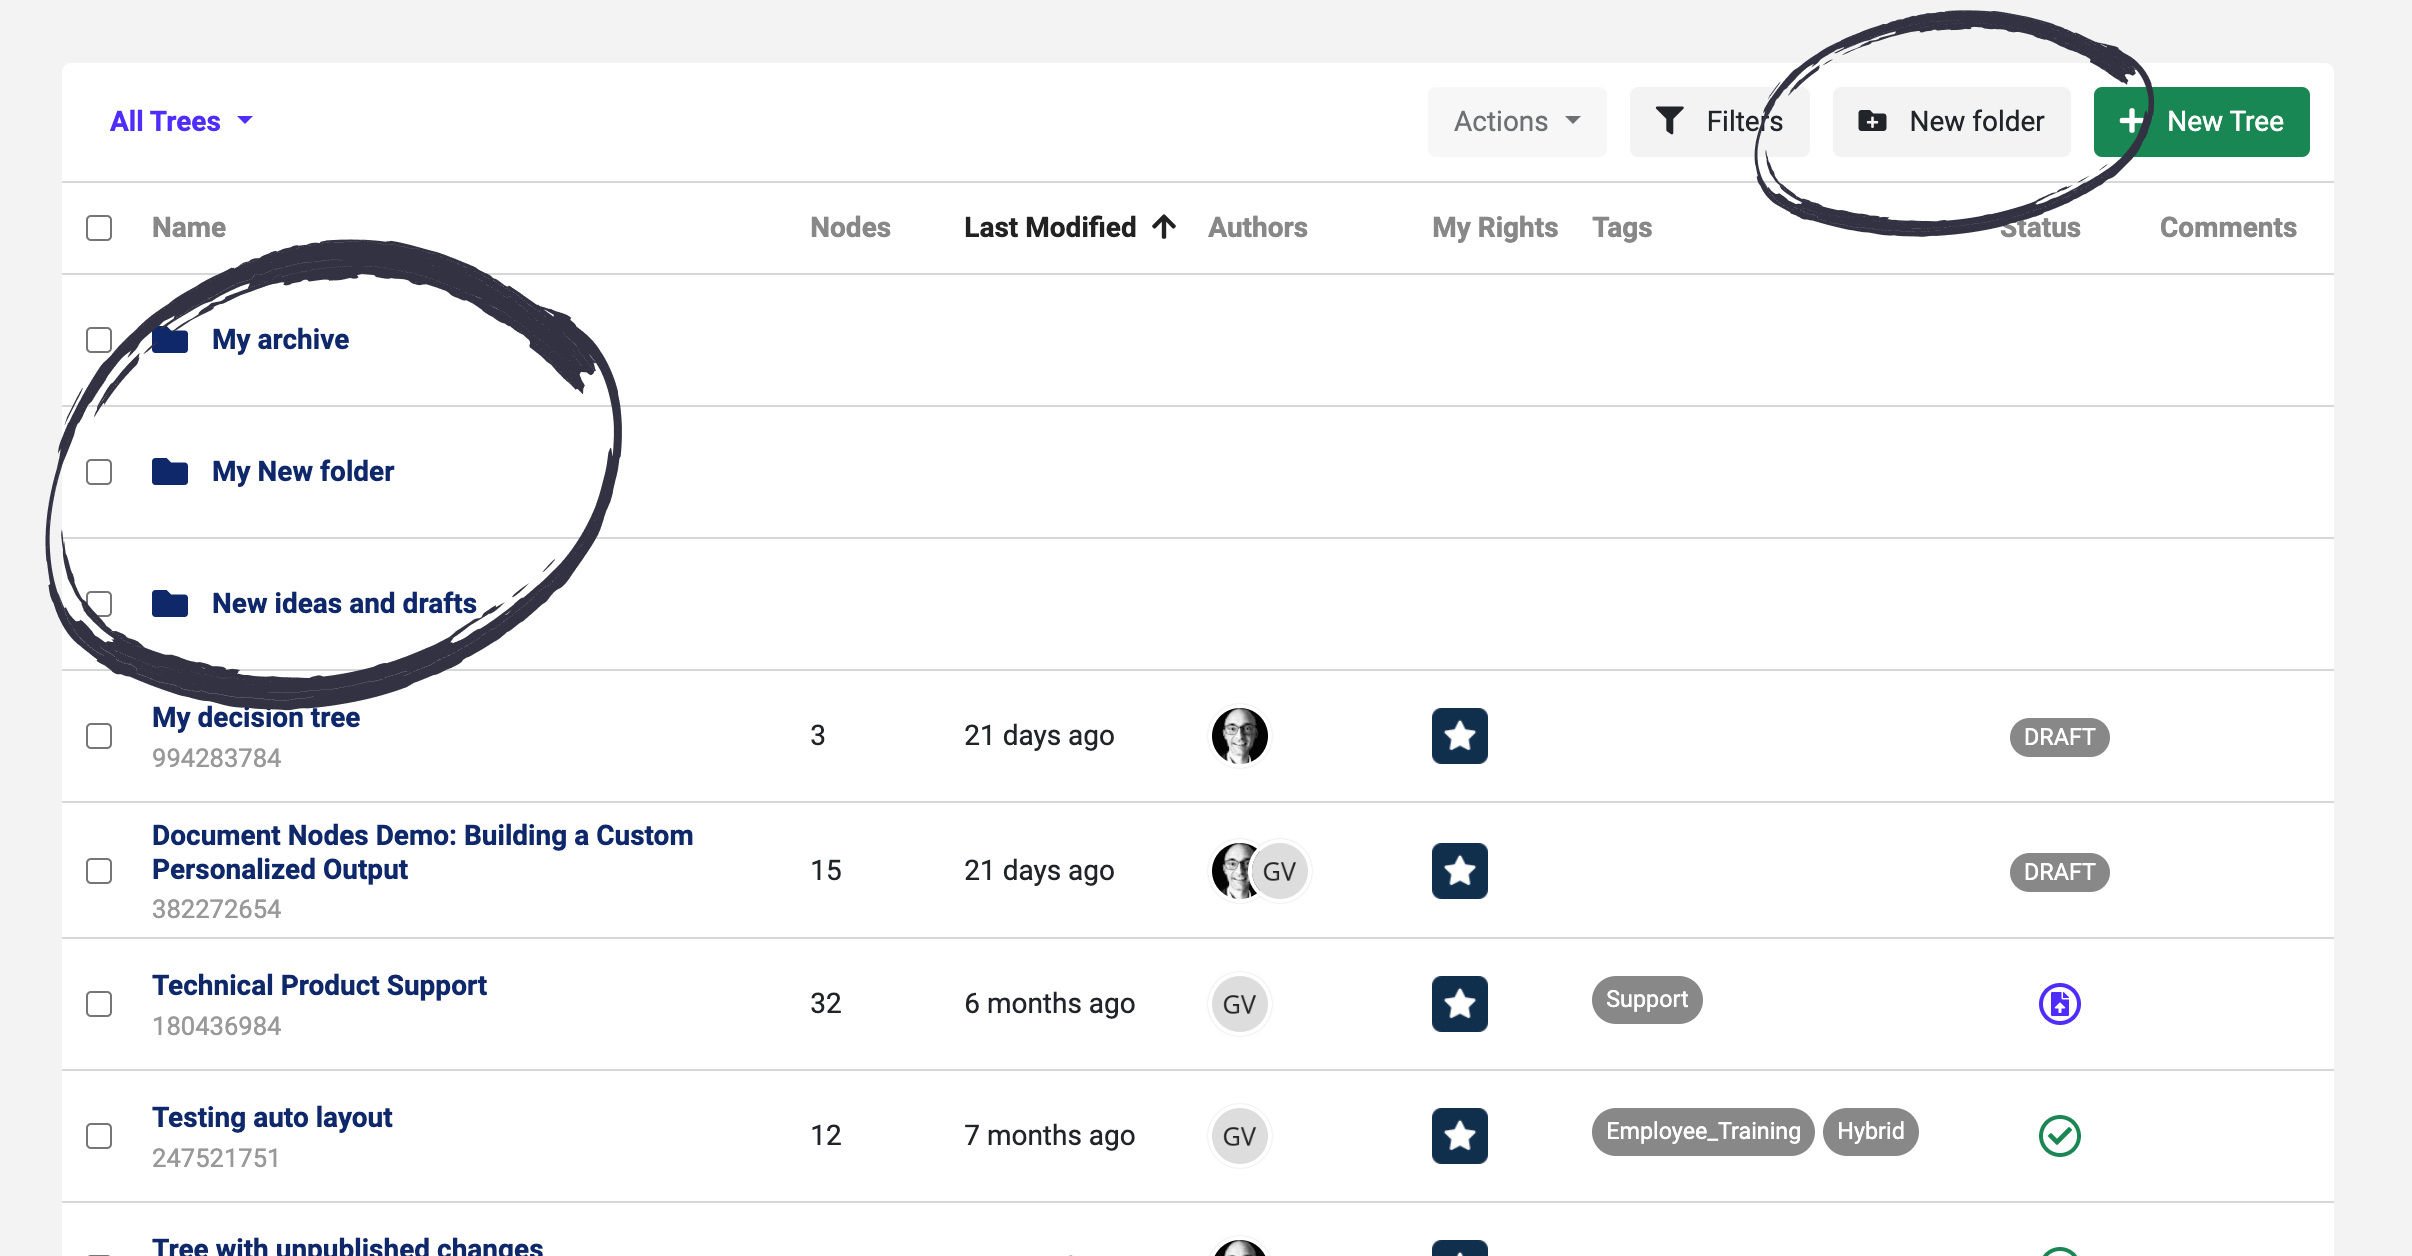 All Trees
Actions
Filters
New folder
New Tree
Name
Nodes
Last Modified
Authors
My Rights
Tags
Status
Comments
My archive
My New folder
New ideas and drafts
My decision tree
3
21 days ago
DRAFT
994283784
Document Nodes Demo: Building a Custom
Personalized Output
15
21 days ago
GV
DRAFT
382272654
Technical Product Support
32
6 months ago
GV
Support
180436984
Testing auto layout
12
7 months ago
GV
Employee_Training
Hybrid
247521751
Tree with unpublished changes